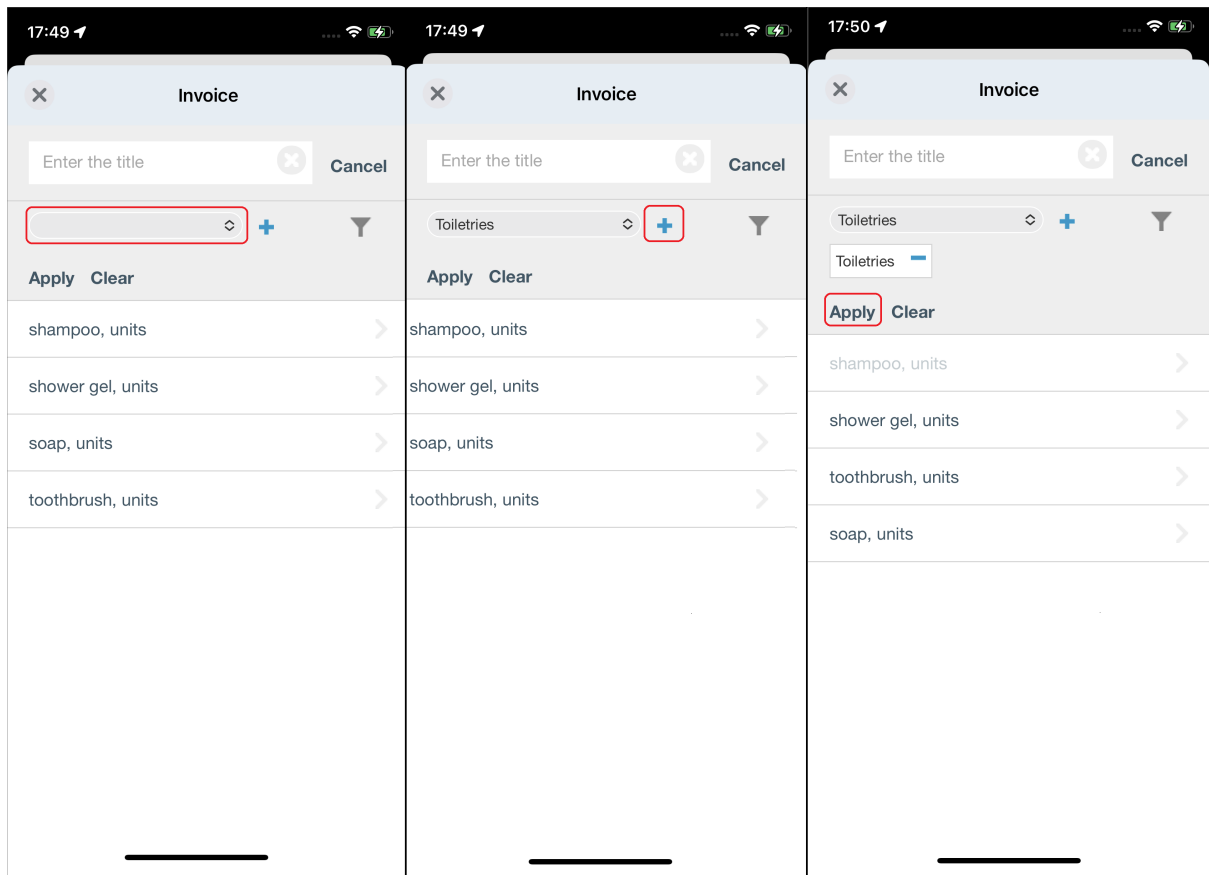 17:49
Invoice
Enter the title
Cancel
Apply Clear
shampoo, units
shower gel, units
soap, units
toothbrush, units
17:49
Invoice
Enter the title
Cancel
Toiletries
Apply Clear
shampoo, units
shower gel, units
soap, units
toothbrush, units
17:50
Invoice
Enter the title
Cancel
Toiletries
Toiletries
Apply Clear
shampoo, units
shower gel, units
toothbrush, units
soap, units